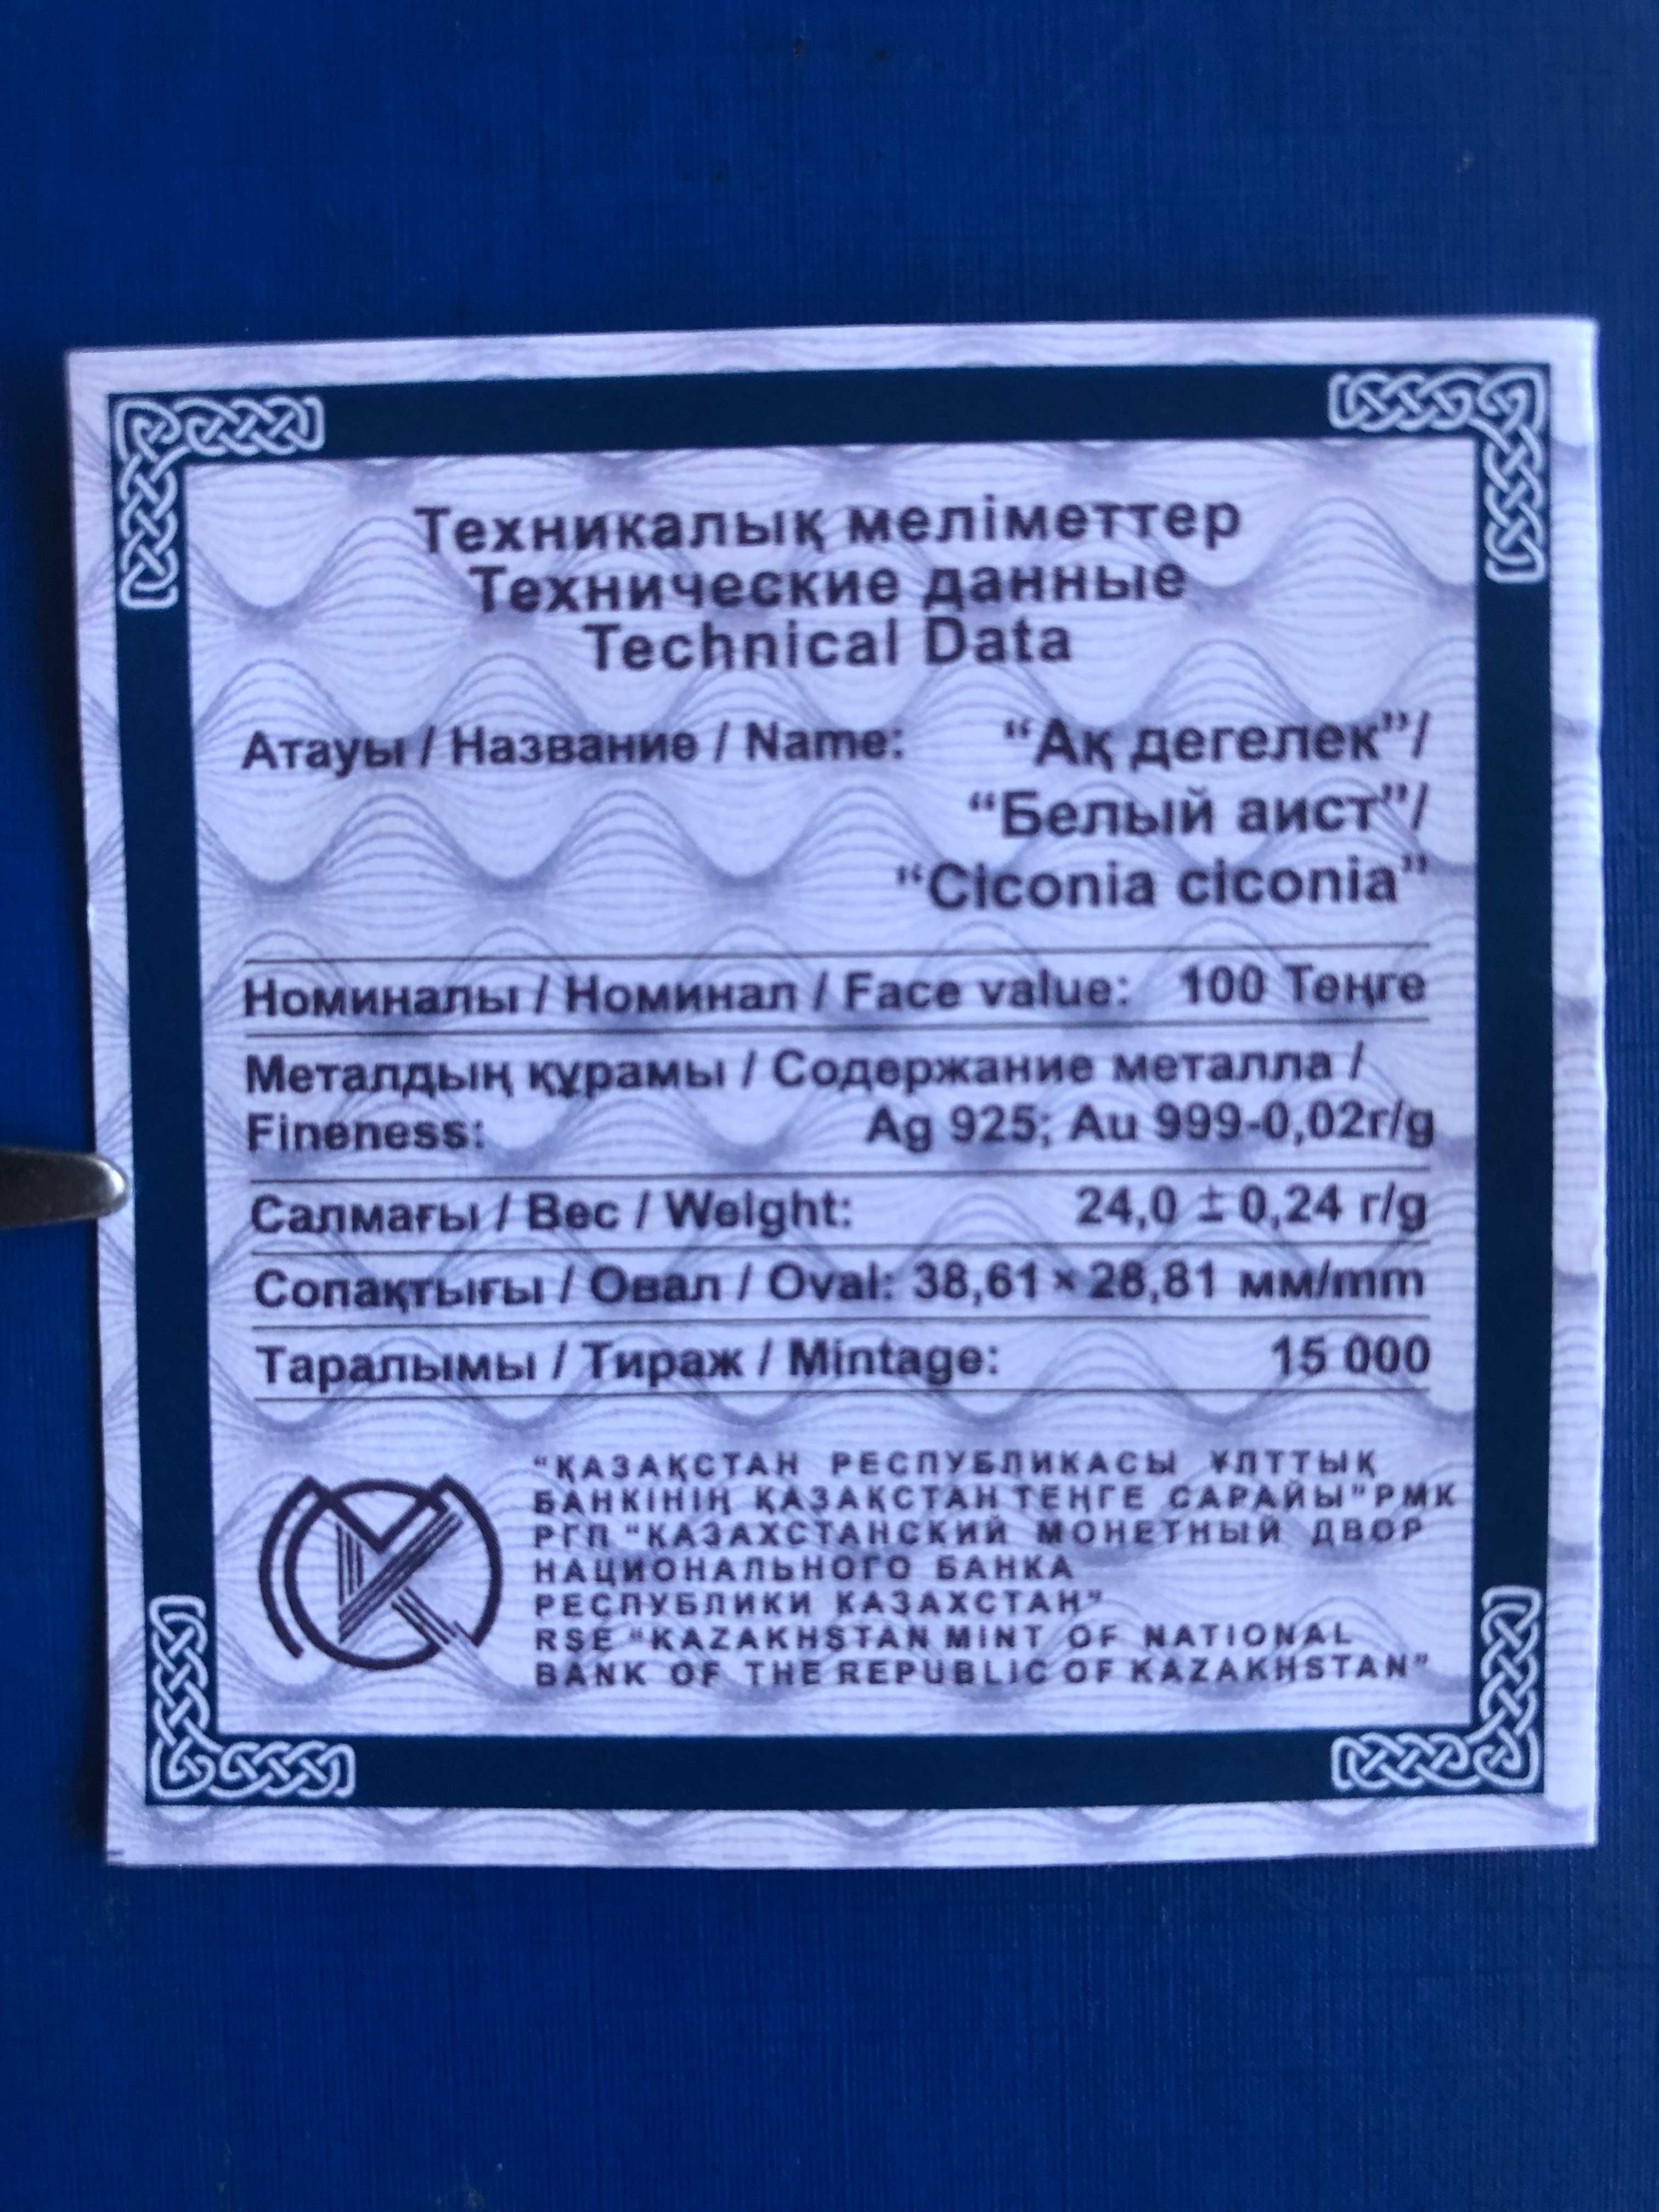 Техникалық меліметтер
Технические данные
Technical Data
Атауы / Название / Name: “Ақ дегелек”/
“Белый аист”/
“Ciconia ciconia”
Номиналы / Номинал / Face value: 100 Теңге
Металдың құрамы / Содержание металла /
Fineness: Ag 925; Au 999-0,02г/g
Салмағы / Вес / Weight: 24,0 ± 0,24 г/g
Сопақтығы / Овал / Oval: 38,61 × 28,81 мм/mm
Таралымы / Тираж / Mintage: 15 000
“ҚАЗАҚСТАН РЕСПУБЛИКАСЫ ҰЛТТЫҚ
БАНКІНІҢ ҚАЗАҚСТАН ТЕҢГЕ САРАЙЫ” РМК
РГП “КАЗАХСТАНСКИЙ МОНЕТНЫЙ ДВОР
НАЦИОНАЛЬНОГО БАНКА
РЕСПУБЛИКИ КАЗАХСТАН”
RSE “KAZAKHSTAN MINT OF NATIONAL
BANK OF THE REPUBLIC OF KAZAKHSTAN”